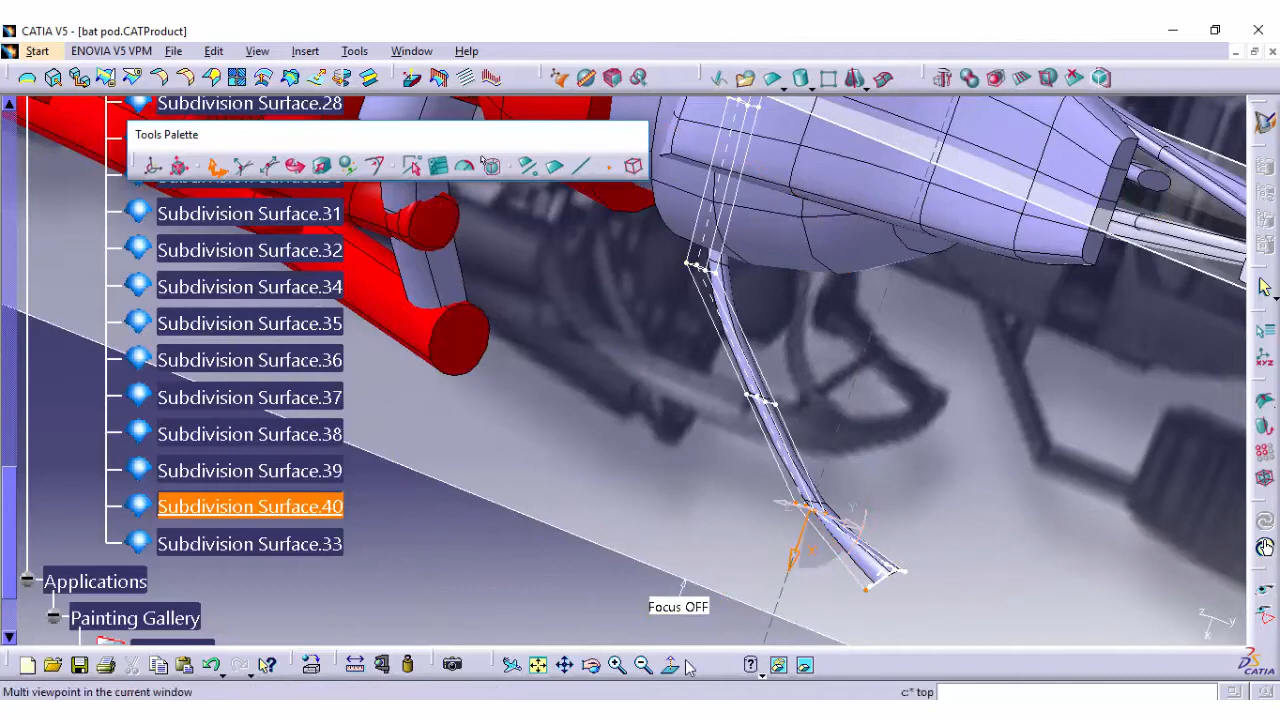 CATIA V5 - [bat pod.CATProduct]
Start ENOVIA V5 VPM File Edit View Insert Tools Window Help
Subdivision Surface.28
Tools Palette
Subdivision Surface.31
Subdivision Surface.32
Subdivision Surface.34
Subdivision Surface.35
Subdivision Surface.36
Subdivision Surface.37
Subdivision Surface.38
Subdivision Surface.39
Subdivision Surface.40
Subdivision Surface.33
Applications
Painting Gallery
Focus OFF
Multi viewpoint in the current window
c:* top
CATIA